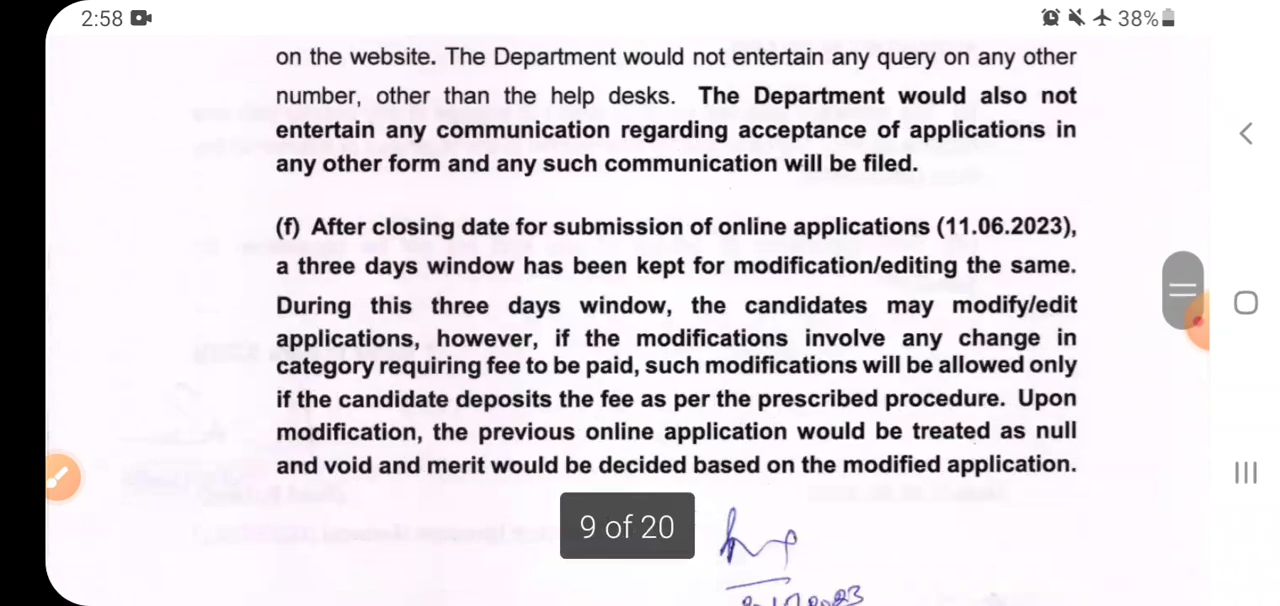 2:58
38%
on the website. The Department would not entertain any query on any other
number, other than the help desks. The Department would also not
entertain any communication regarding acceptance of applications in
any other form and any such communication will be filed.
(f) After closing date for submission of online applications (11.06.2023),
a three days window has been kept for modification/editing the same.
During this three days window, the candidates may modify/edit
applications, however, if the modifications involve any change in
category requiring fee to be paid, such modifications will be allowed only
if the candidate deposits the fee as per the prescribed procedure. Upon
modification, the previous online application would be treated as null
and void and merit would be decided based on the modified application.
9 of 20